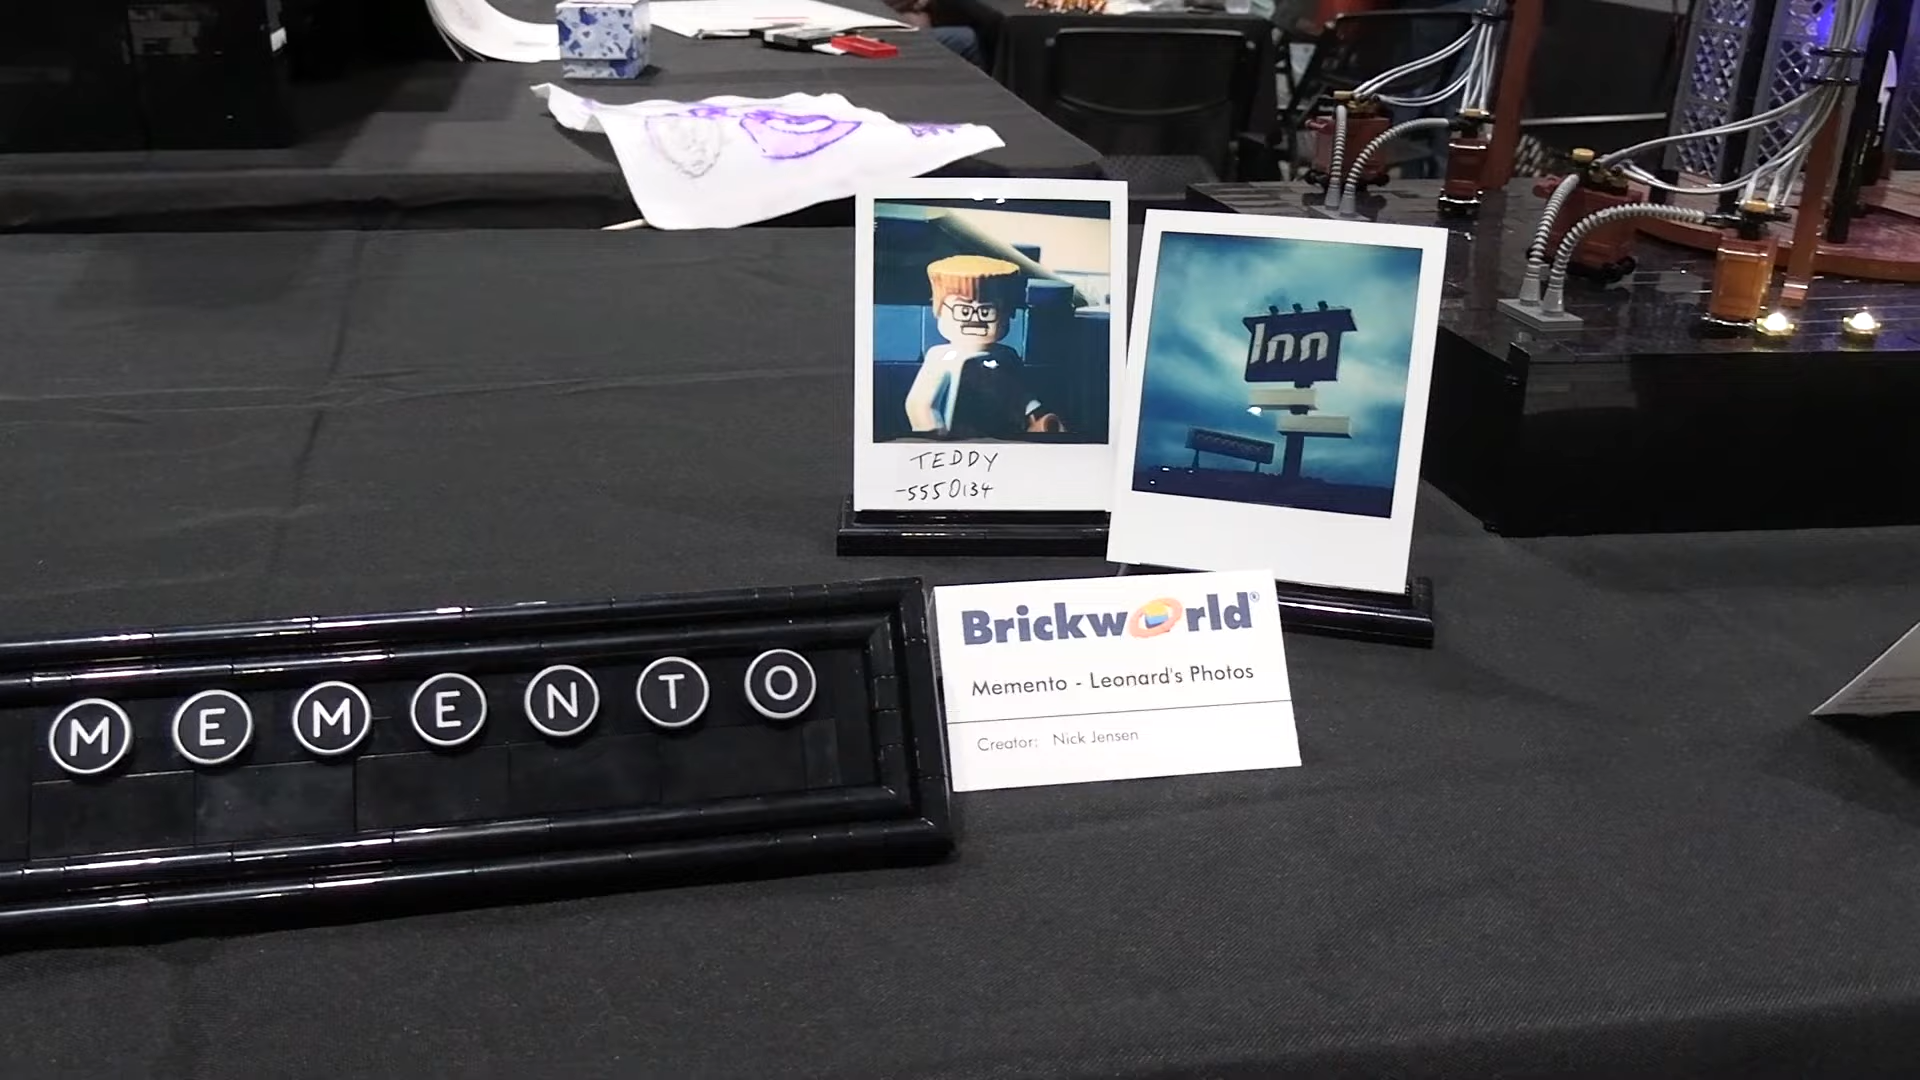 TEDDY
-5550134
Inn
MEMENTO
Brickworld®
Memento - Leonard's Photos
Creator: Nick Jensen